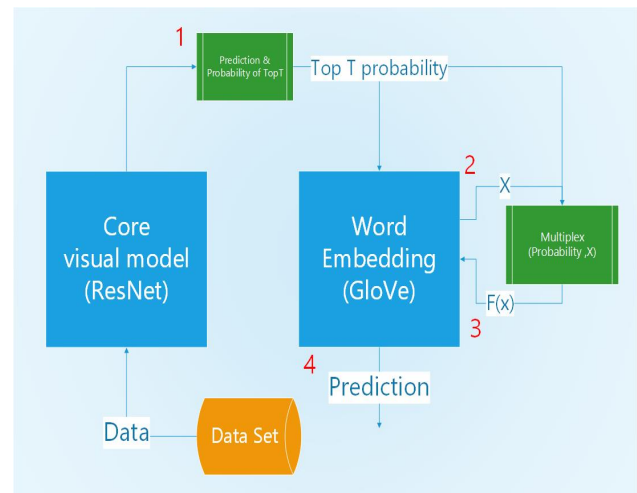 1
Prediction &
Probability of TopT
Top T probability
2
X
Core
visual model
(ResNet)
Word
Embedding
(GloVe)
Multiplex
(Probability ,X)
F(x)
3
4
Prediction
Data
Data Set